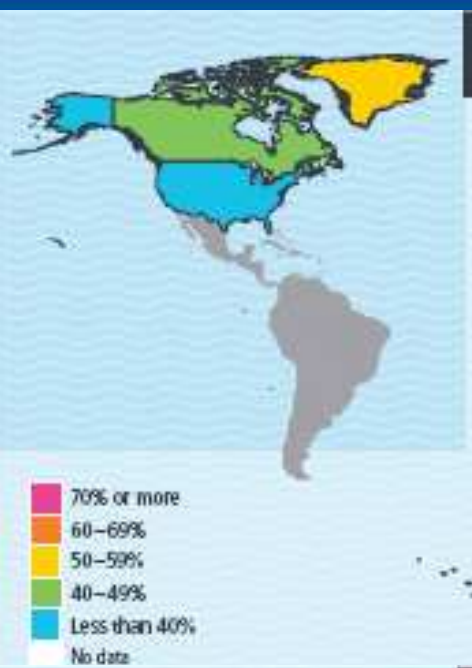 70% or more
60–69%
50–59%
40–49%
Less than 40%
No data